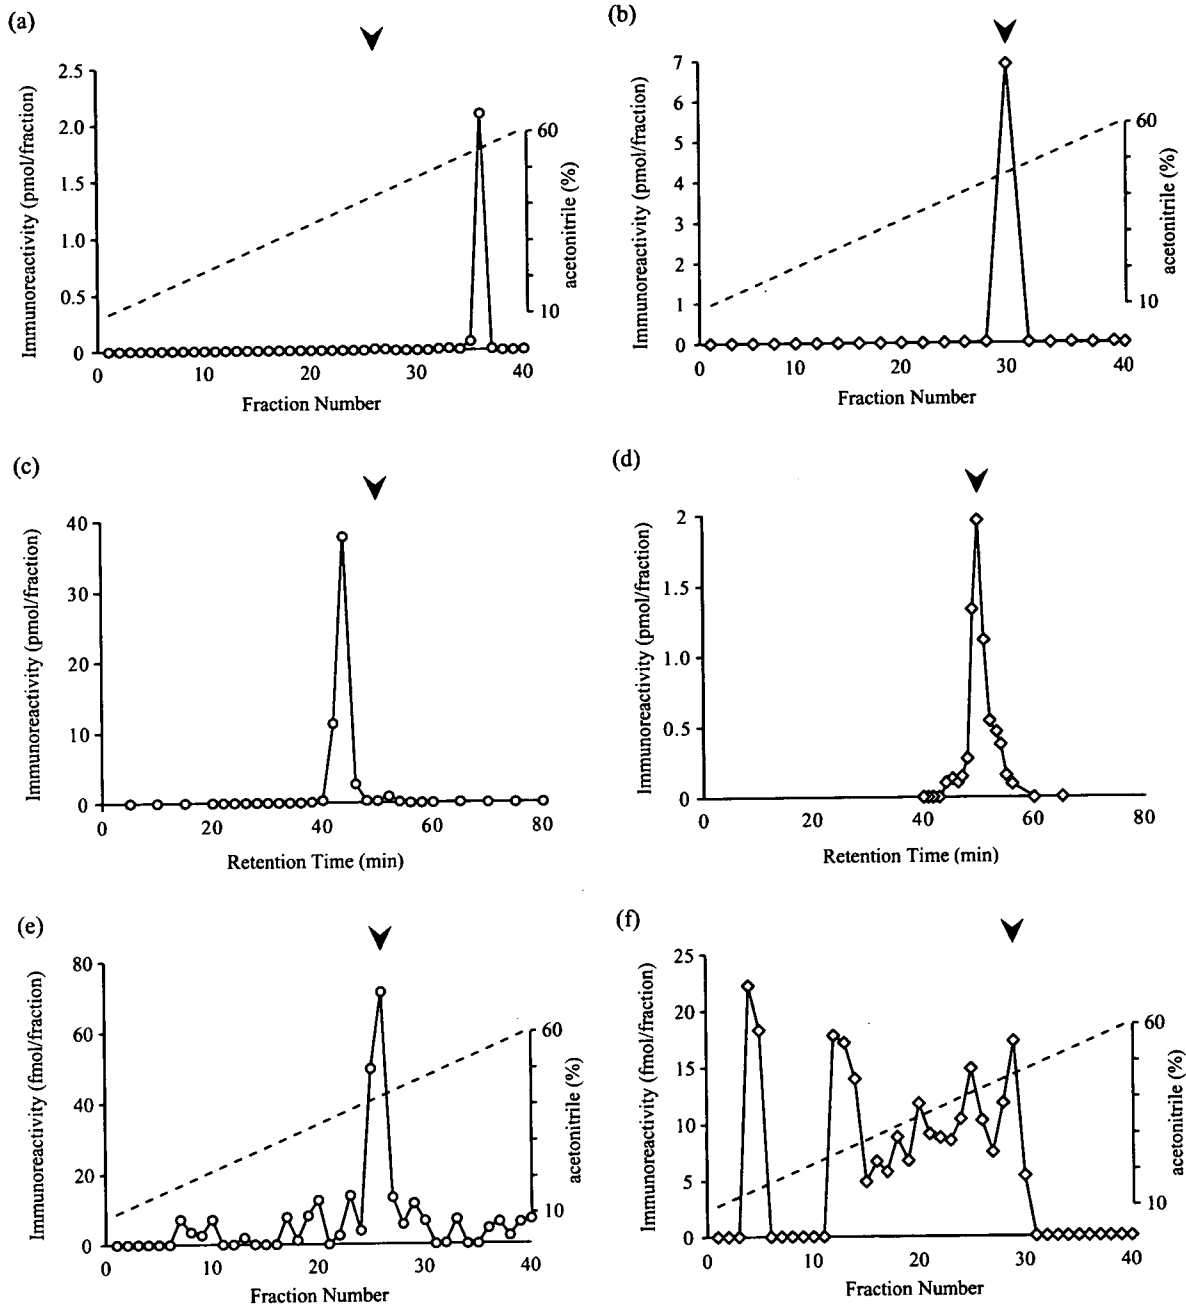 (a)
2.5
2.0
1.5
1.0
0.5
0
Immunoreactivity (pmol/fraction)
0 10 20 30 40
Fraction Number
60
10
acetonitrile (%)
(b)
7
6
5
4
3
2
1
0
Immunoreactivity (pmol/fraction)
0 10 20 30 40
Fraction Number
60
10
acetonitrile (%)
(c)
40
30
20
10
0
Immunoreactivity (pmol/fraction)
0 20 40 60 80
Retention Time (min)
(d)
2
1.5
1.0
0.5
0
Immunoreactivity (pmol/fraction)
0 20 40 60 80
Retention Time (min)
(e)
80
60
40
20
0
Immunoreactivity (fmol/fraction)
0 10 20 30 40
Fraction Number
60
10
acetonitrile (%)
(f)
25
20
15
10
5
0
Immunoreactivity (fmol/fraction)
0 10 20 30 40
Fraction Number
60
10
acetonitrile (%)